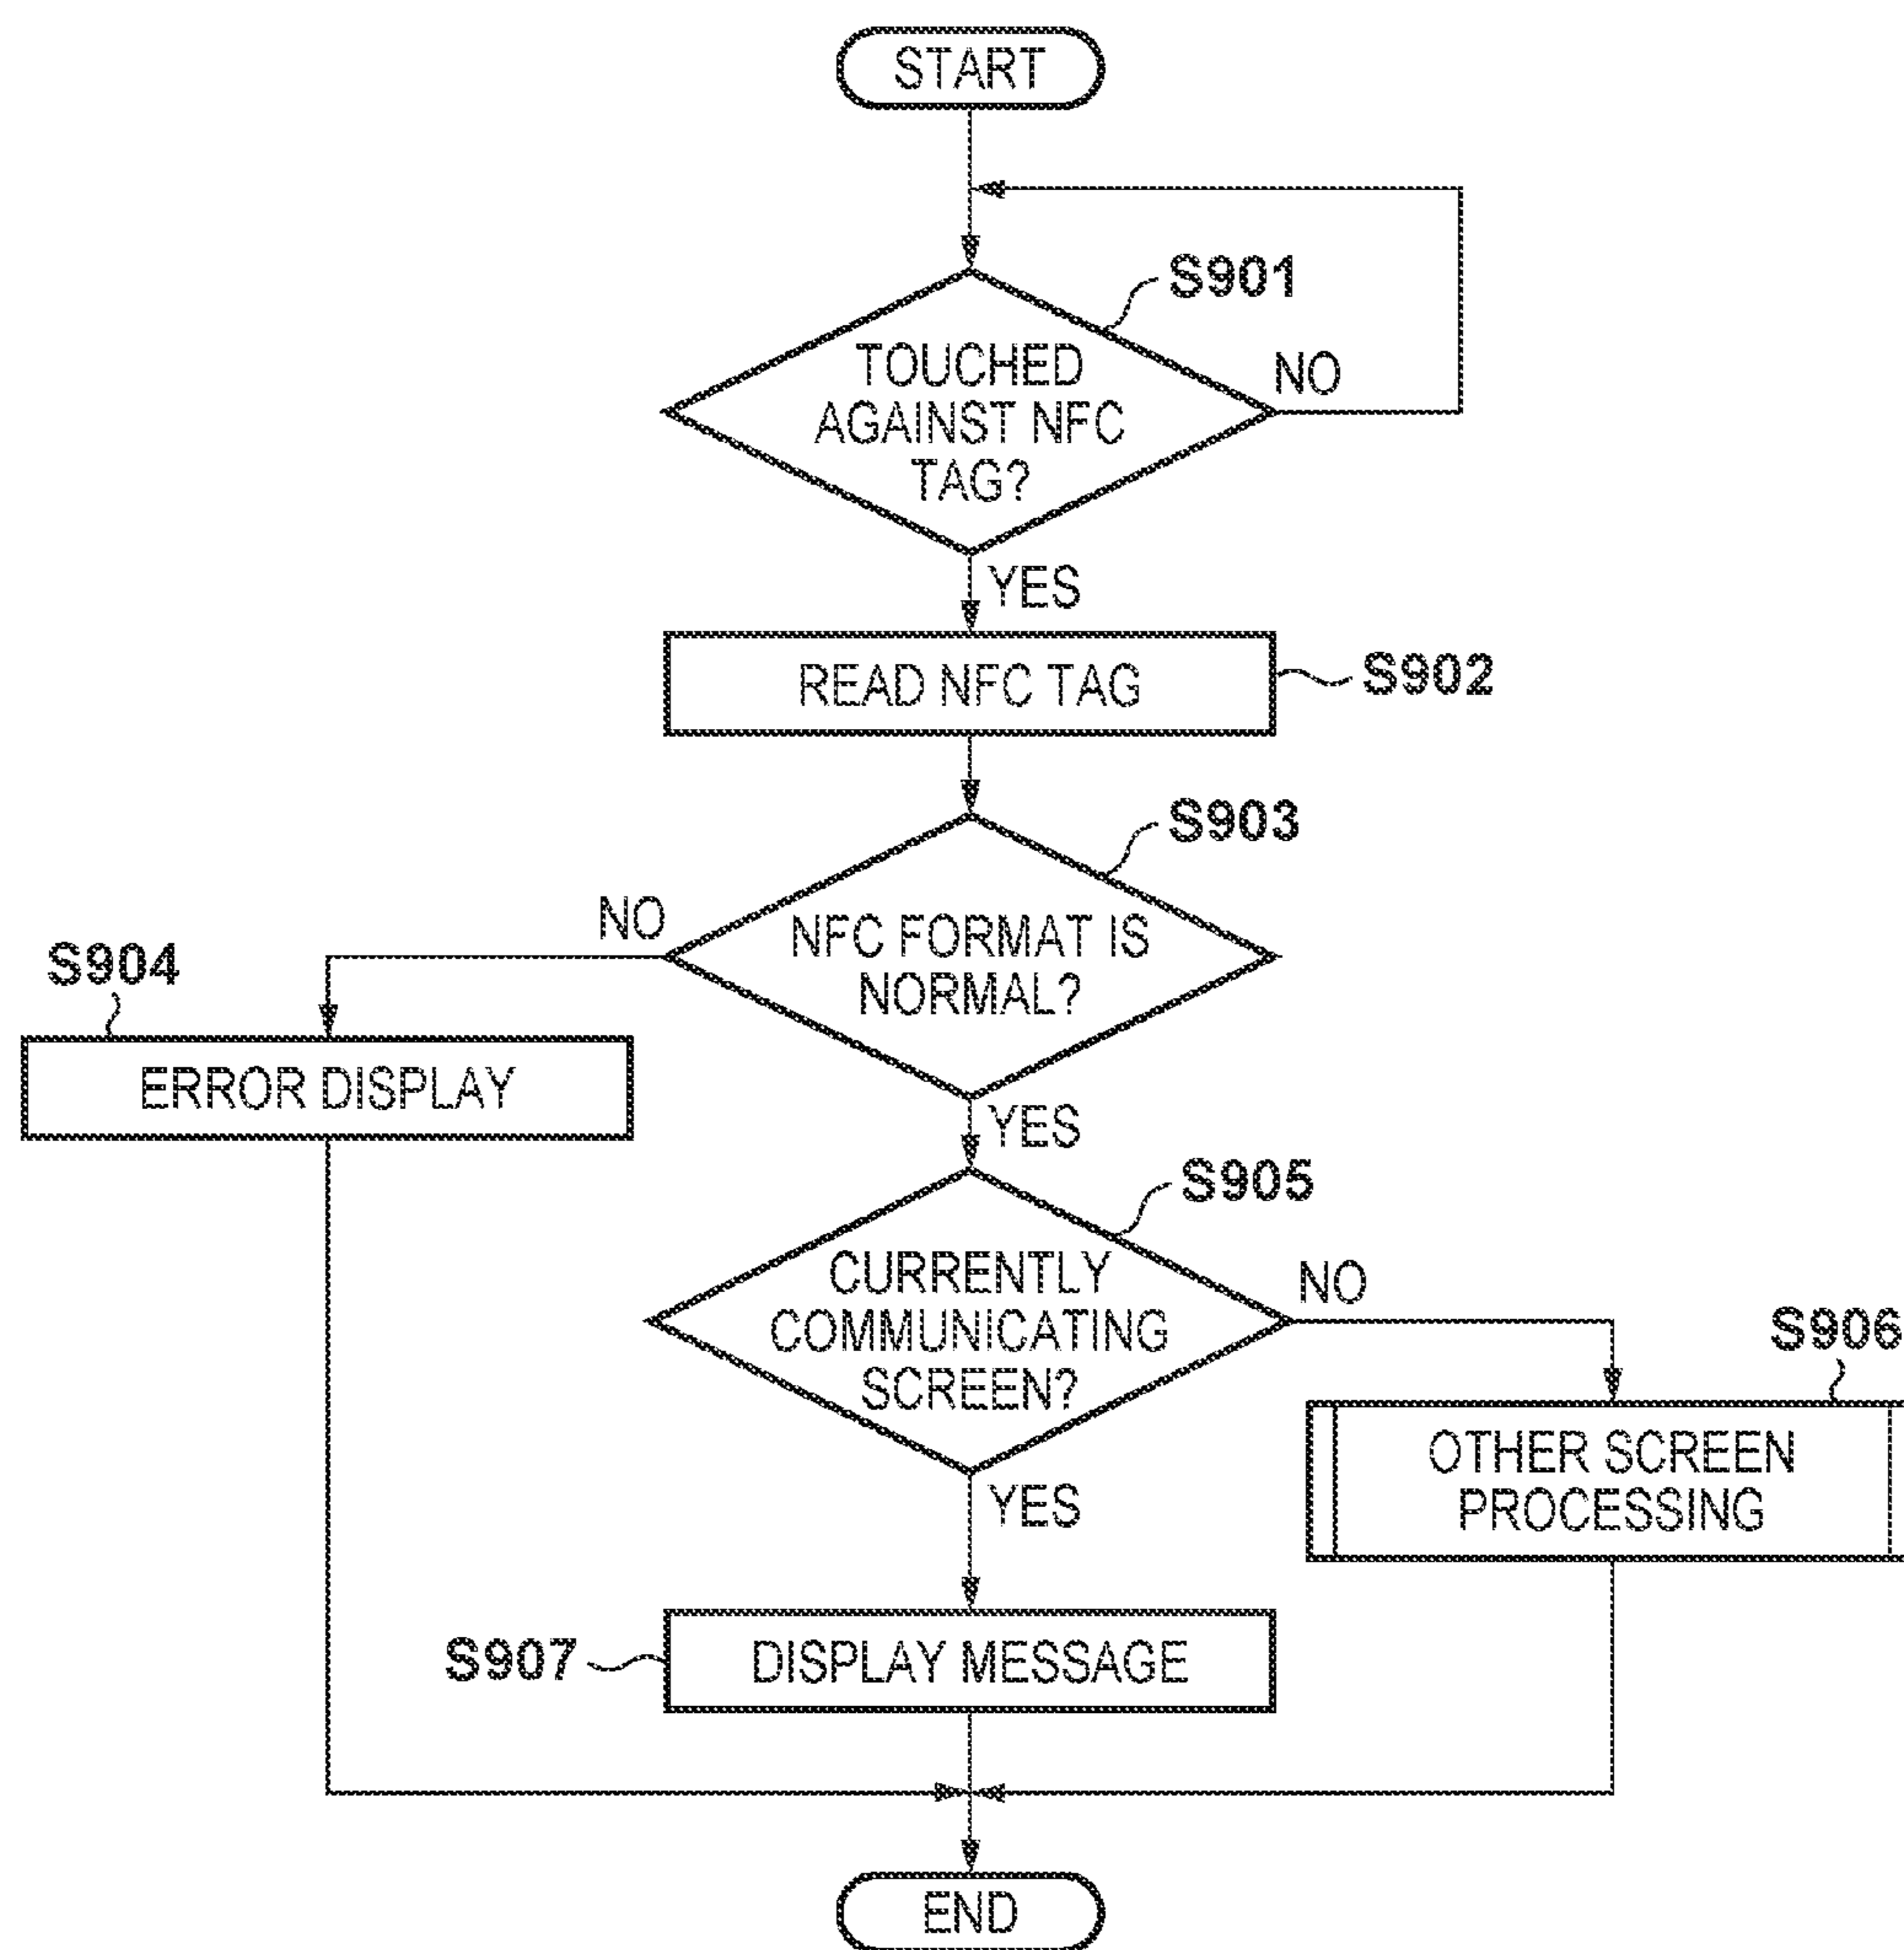 START
S901
TOUCHED
AGAINST NFC
TAG?
NO
YES
READ NFC TAG
S902
S903
NFC FORMAT IS
NORMAL?
NO
S904
ERROR DISPLAY
YES
S905
CURRENTLY
COMMUNICATING
SCREEN?
NO
S906
OTHER SCREEN
PROCESSING
YES
S907
DISPLAY MESSAGE
END